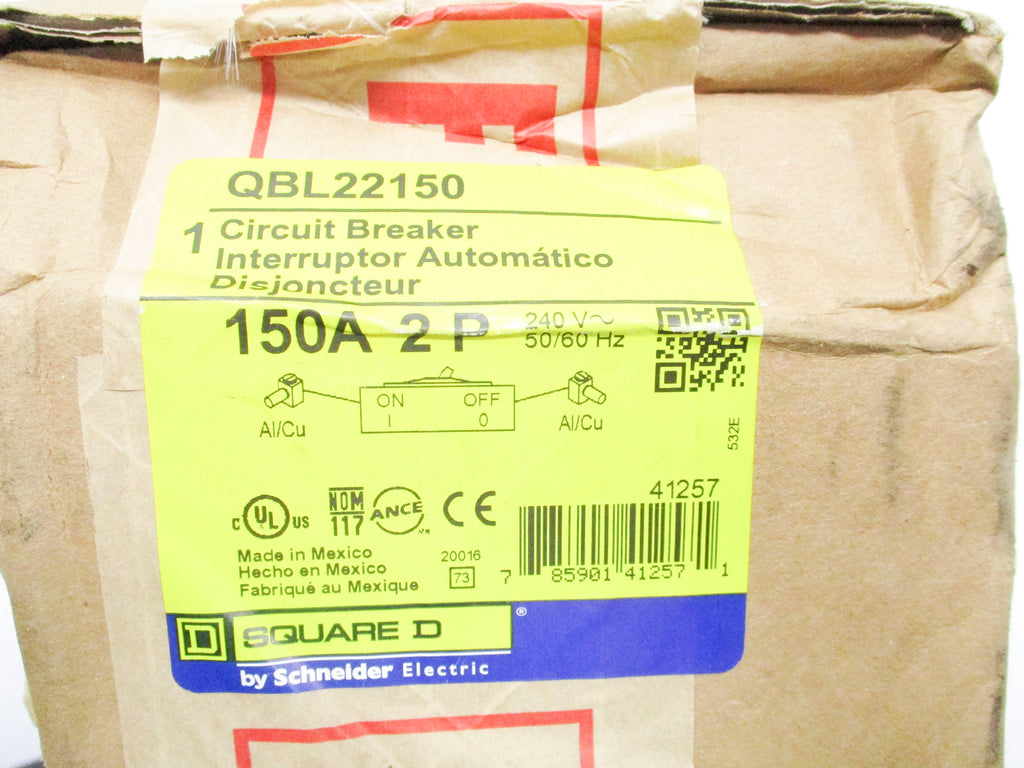 QBL22150
1 Circuit Breaker
Interruptor Automático
Disjoncteur
150A 2 P
240 V~
50/60 Hz
ON OFF
I 0
Al/Cu Al/Cu
532E
41257
C UL US
NOM
117
ANCE
CE
Made in Mexico
Hecho en Mexico
Fabriqué au Mexique
20016
73
7 85901 41257 1
D SQUARE D ®
by Schneider Electric